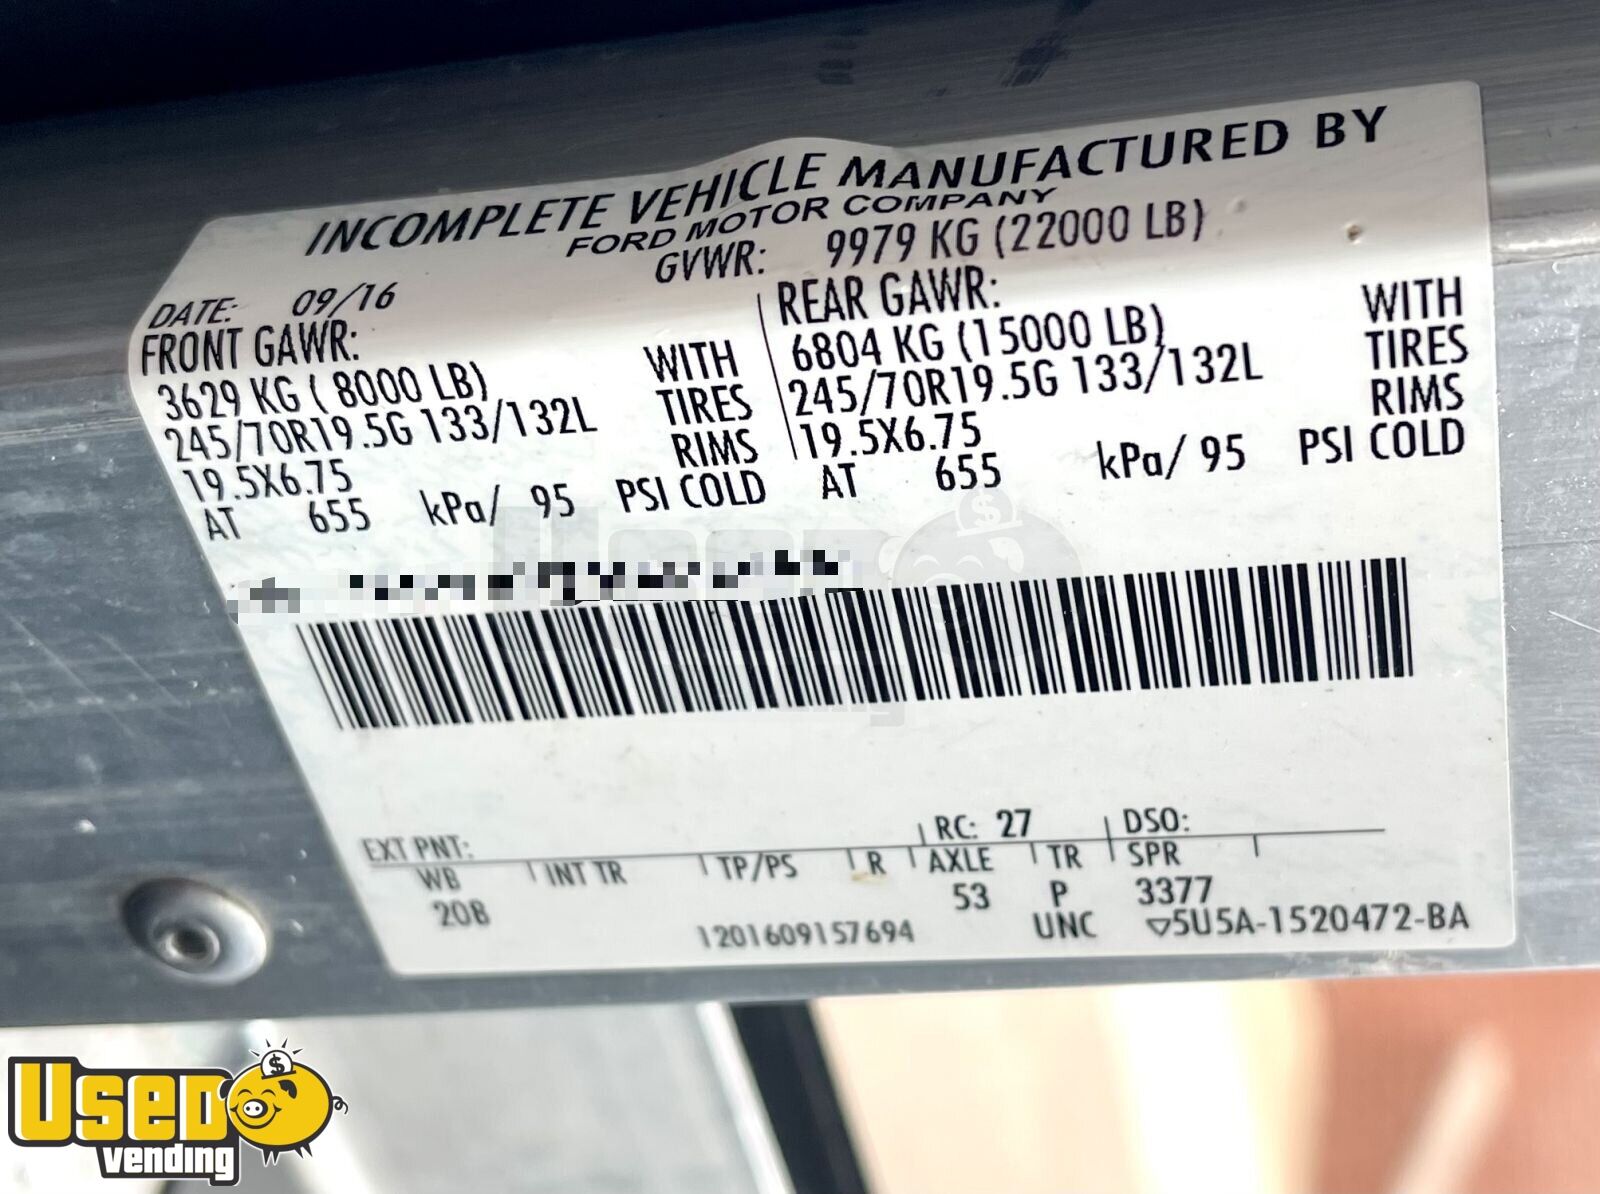 INCOMPLETE VEHICLE MANUFACTURED BY
FORD MOTOR COMPANY
GVWR: 9979 KG (22000 LB)
DATE: 09/16
FRONT GAWR:
3629 KG ( 8000 LB) WITH
245/70R19.5G 133/132L TIRES
19.5X6.75 RIMS
AT 655 kPa/ 95 PSI COLD
REAR GAWR:
6804 KG (15000 LB) WITH
245/70R19.5G 133/132L TIRES
19.5X6.75 RIMS
AT 655 kPa/ 95 PSI COLD
EXT PNT: RC: 27 DSO:
WB INT TR TP/PS R AXLE TR SPR
208 53 P 3377
1201609157694 UNC ▽5U5A-1520472-BA
USED
vending